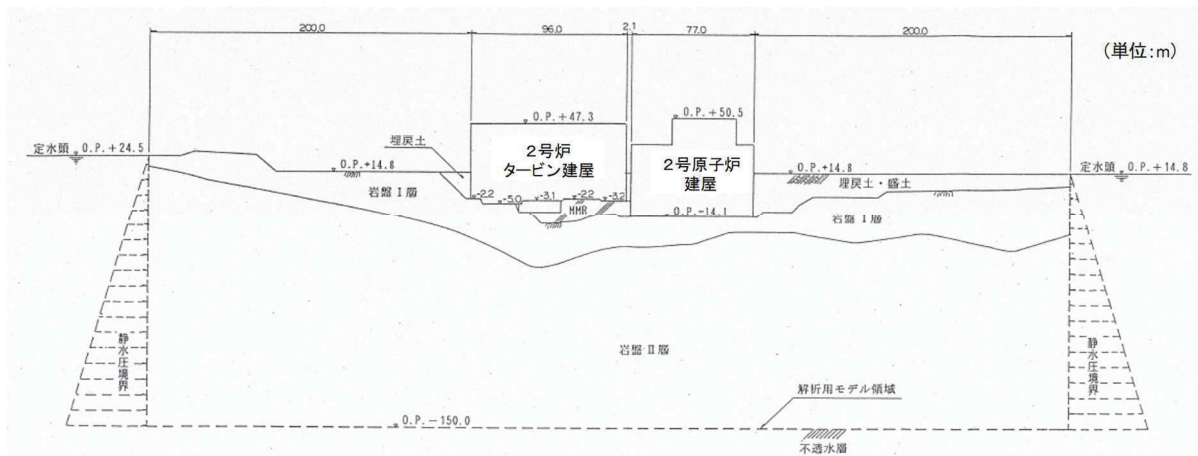 200.0
96.0
2.1
77.0
200.0
(単位:m)
O.P.+47.3
O.P.+50.5
定水頭 O.P.+24.5
埋戻土
2号炉
タービン建屋
2号原子炉
建屋
O.P.+14.8
O.P.+14.8
定水頭 O.P.+14.8
埋戻土・盛土
岩盤Ⅰ層
-2.2
-5.0
-3.1
-2.2
-3.2
MMR
O.P.-14.1
岩盤Ⅰ層
静水圧境界
岩盤Ⅱ層
静水圧境界
解析用モデル領域
O.P.-150.0
不透水層